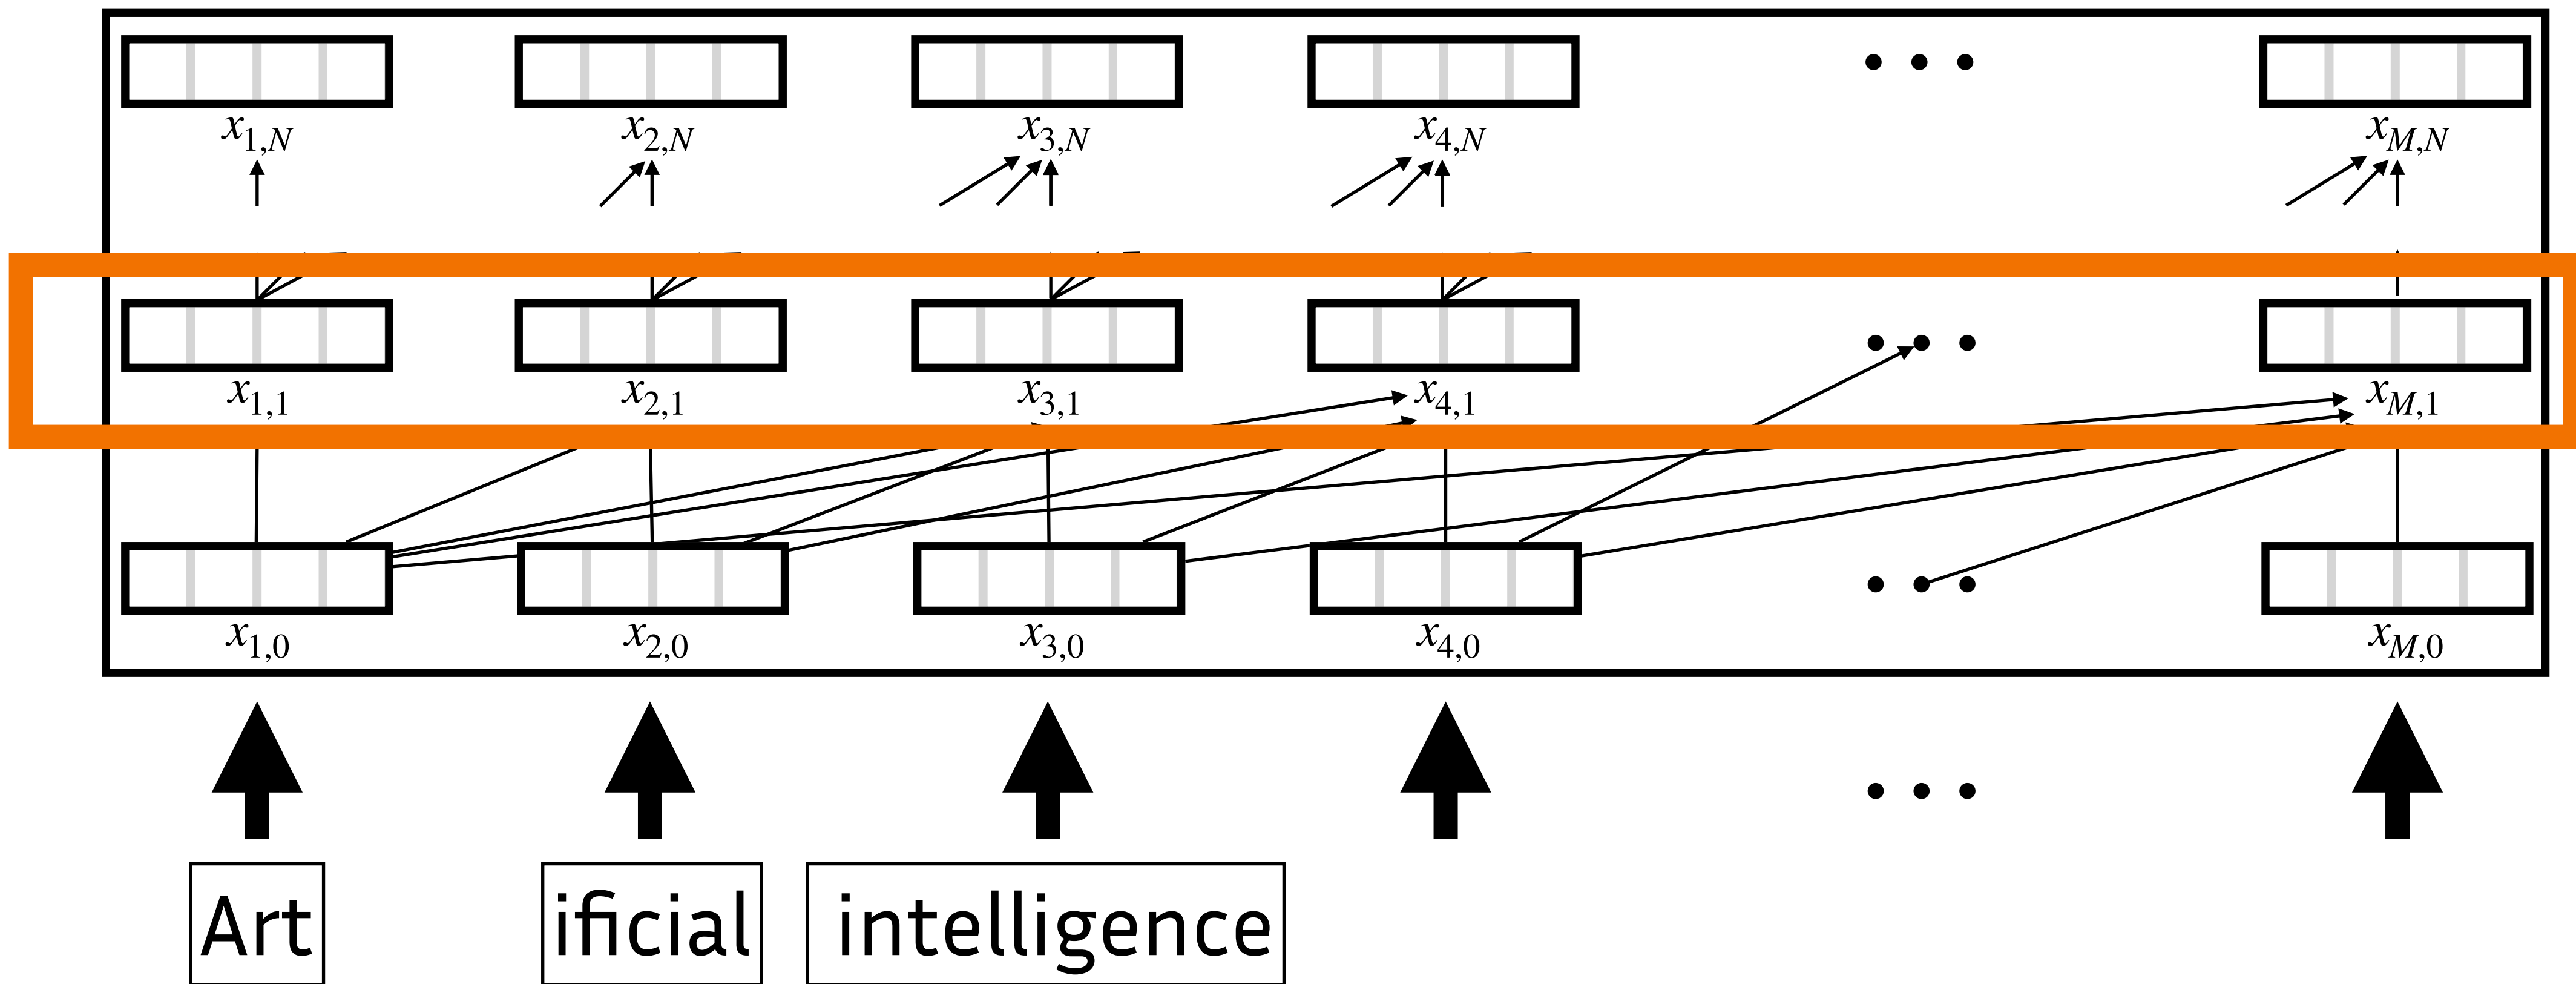 x1,N x2,N x3,N x4,N • • • xM,N
x1,1 x2,1 x3,1 x4,1 • • • xM,1
x1,0 x2,0 x3,0 x4,0 • • • xM,0
• • •
Art ificial intelligence